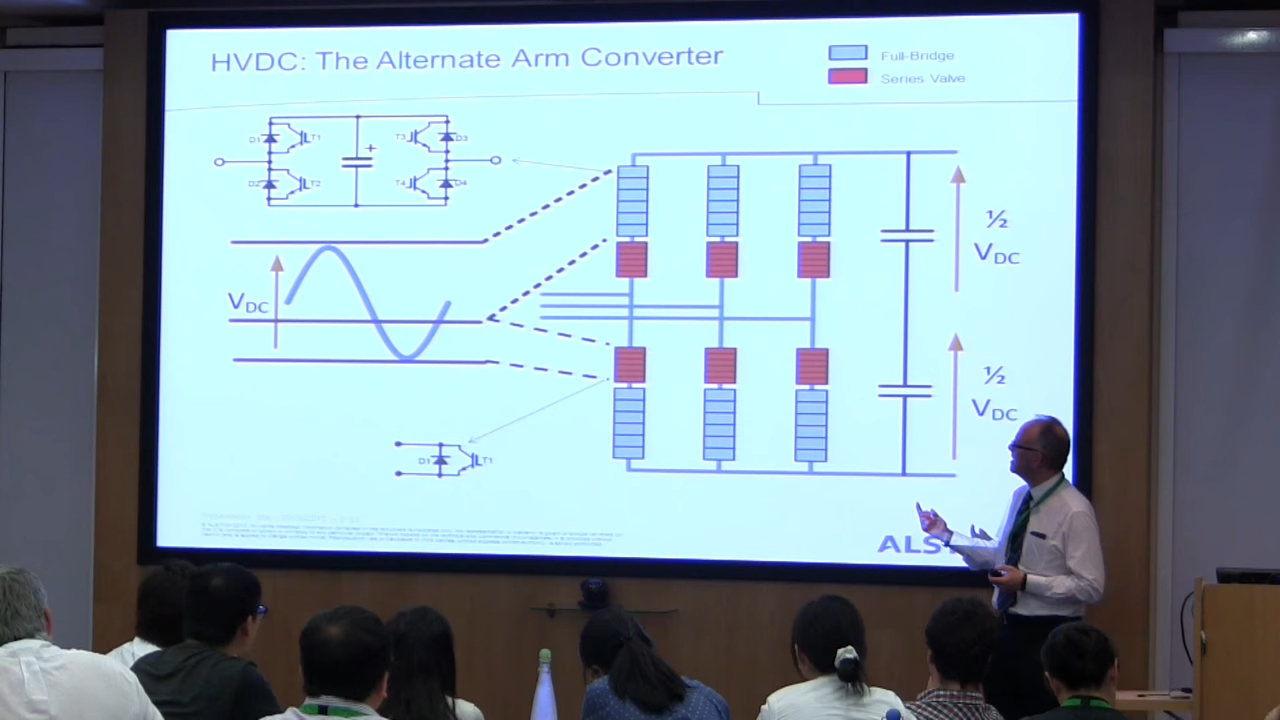 HVDC: The Alternate Arm Converter
Full-Bridge
Series Valve
D1
T1
+
T3
D3
D2
T2
T4
D4
½
V_DC
V_DC
½
V_DC
D1
T1
ALS